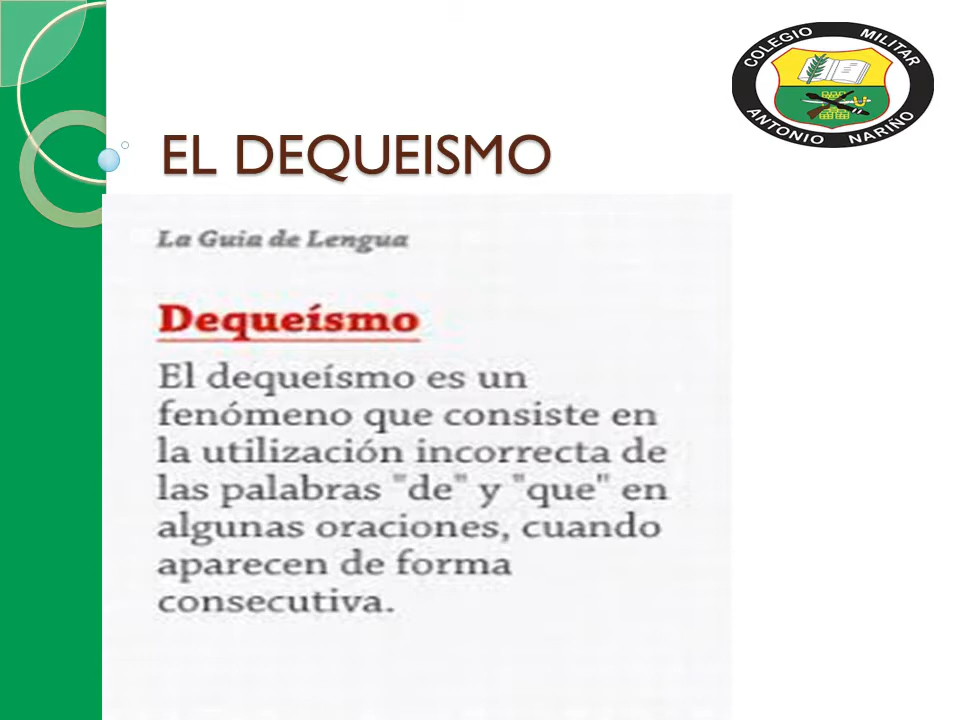 COLEGIO MILITAR
ANTONIO NARIÑO
EL DEQUEISMO
La Guia de Lengua
Dequeísmo
El dequeísmo es un
fenómeno que consiste en
la utilización incorrecta de
las palabras "de" y "que" en
algunas oraciones, cuando
aparecen de forma
consecutiva.